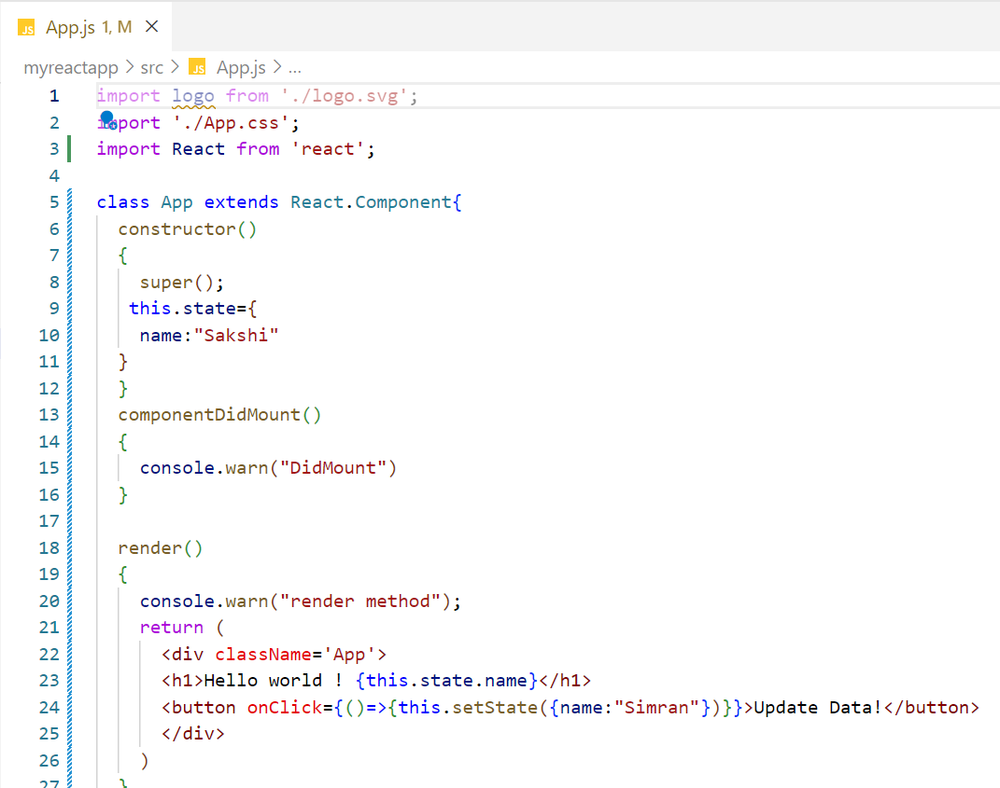 App.js 1, M
myreactapp > src > JS App.js > ...
1 import logo from './logo.svg';
2 import './App.css';
3 import React from 'react';
4
5 class App extends React.Component{
6 constructor()
7 {
8 super();
9 this.state={
10 name:"Sakshi"
11 }
12 }
13 componentDidMount()
14 {
15 console.warn("DidMount")
16 }
17
18 render()
19 {
20 console.warn("render method");
21 return (
22 <div className='App'>
23 <h1>Hello world ! {this.state.name}</h1>
24 <button onClick={()=>{this.setState({name:"Simran"})}}>Update Data!</button>
25 </div>
26 )
27 }